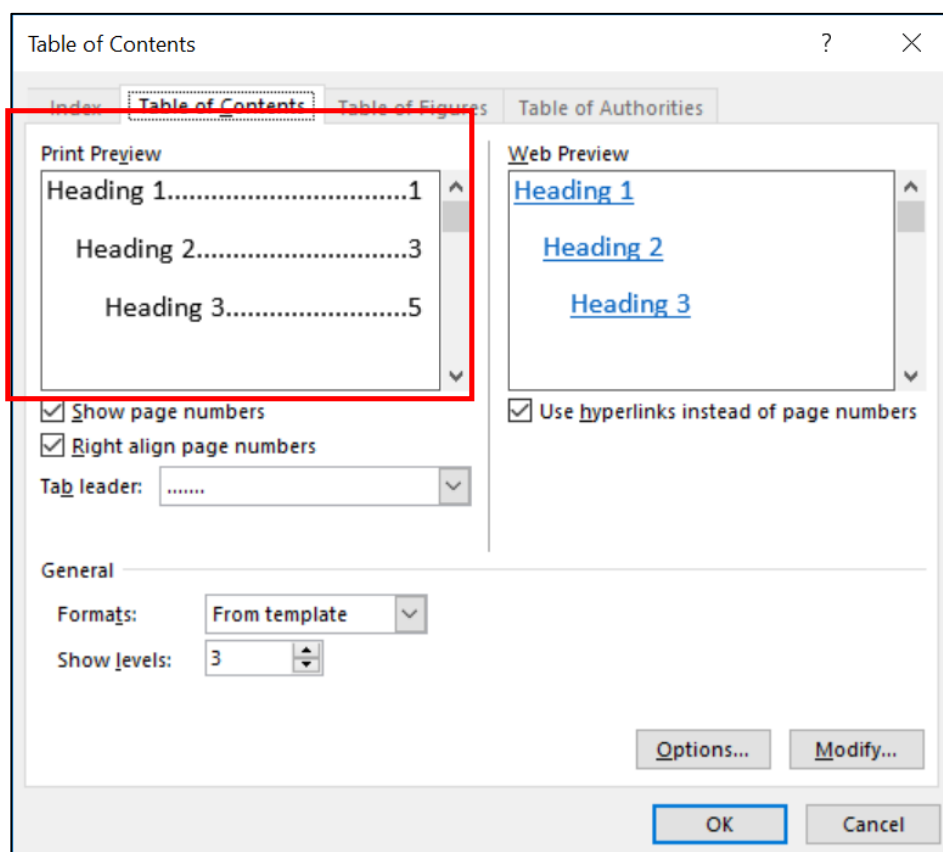 Table of Contents ?
Index Table of Contents Table of Figures Table of Authorities
Print Preview
Heading 1................................1
Heading 2............................3
Heading 3........................5
Show page numbers
Right align page numbers
Tab leader: .......
Web Preview
Heading 1
Heading 2
Heading 3
Use hyperlinks instead of page numbers
General
Formats: From template
Show levels: 3
Options... Modify...
OK Cancel